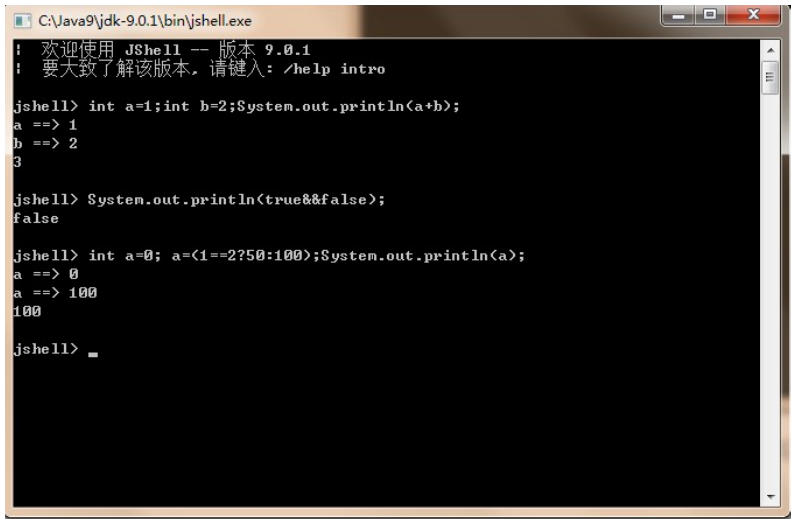 C:\Java9\jdk-9.0.1\bin\jshell.exe
|  欢迎使用 JShell -- 版本 9.0.1
|  要大致了解该版本, 请键入: /help intro
jshell> int a=1;int b=2;System.out.println(a+b);
a ==> 1
b ==> 2
3
jshell> System.out.println(true&&false);
false
jshell> int a=0; a=(1==2?50:100);System.out.println(a);
a ==> 0
a ==> 100
100
jshell>